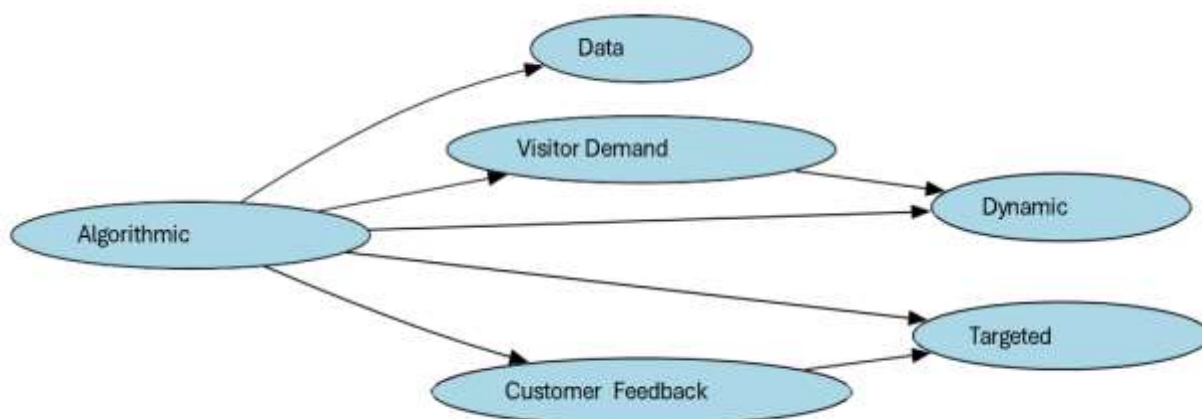 Data
Visitor Demand
Dynamic
Algorithmic
Targeted
Customer Feedback